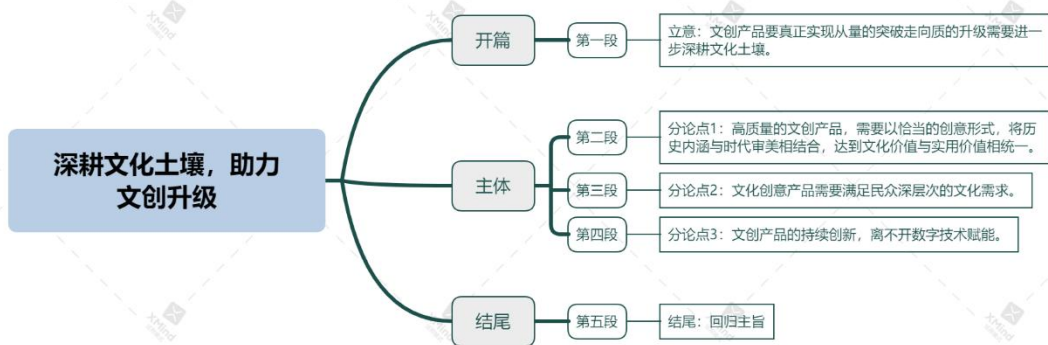 深耕文化土壤，助力
文创升级
开篇
第一段
立意：文创产品要真正实现从量的突破走向质的升级需要进一
步深耕文化土壤。
主体
第二段
分论点1：高质量的文创产品，需要以恰当的创意形式，将历
史内涵与时代审美相结合，达到文化价值与实用价值相统一。
第三段
分论点2：文化创意产品需要满足民众深层次的文化需求。
第四段
分论点3：文创产品的持续创新，离不开数字技术赋能。
结尾
第五段
结尾：回归主旨
XMind
XMind
XMind
XMind
XMind
XMind